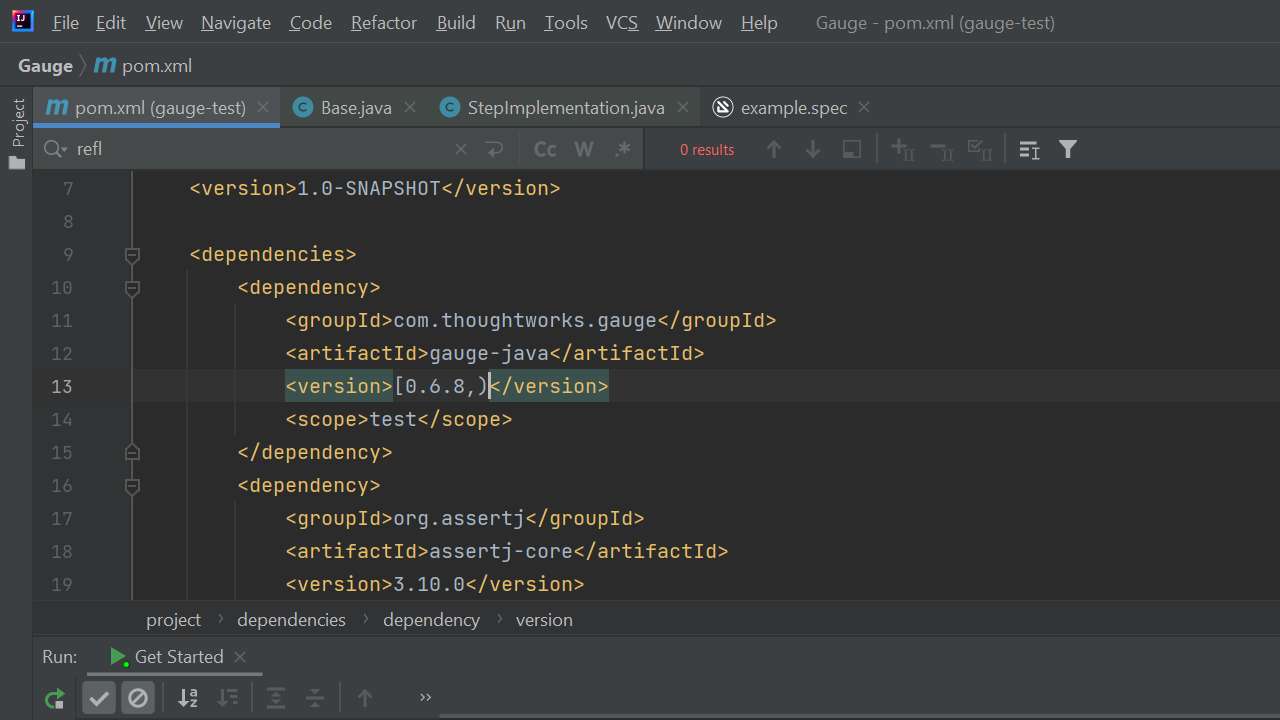 File Edit View Navigate Code Refactor Build Run Tools VCS Window Help Gauge - pom.xml (gauge-test)
Gauge pom.xml
Project
pom.xml (gauge-test) Base.java StepImplementation.java example.spec
refl Cc W .* 0 results
7 <version>1.0-SNAPSHOT</version>
8
9 <dependencies>
10 <dependency>
11 <groupId>com.thoughtworks.gauge</groupId>
12 <artifactId>gauge-java</artifactId>
13 <version>[0.6.8,)</version>
14 <scope>test</scope>
15 </dependency>
16 <dependency>
17 <groupId>org.assertj</groupId>
18 <artifactId>assertj-core</artifactId>
19 <version>3.10.0</version>
project › dependencies › dependency › version
Run: Get Started